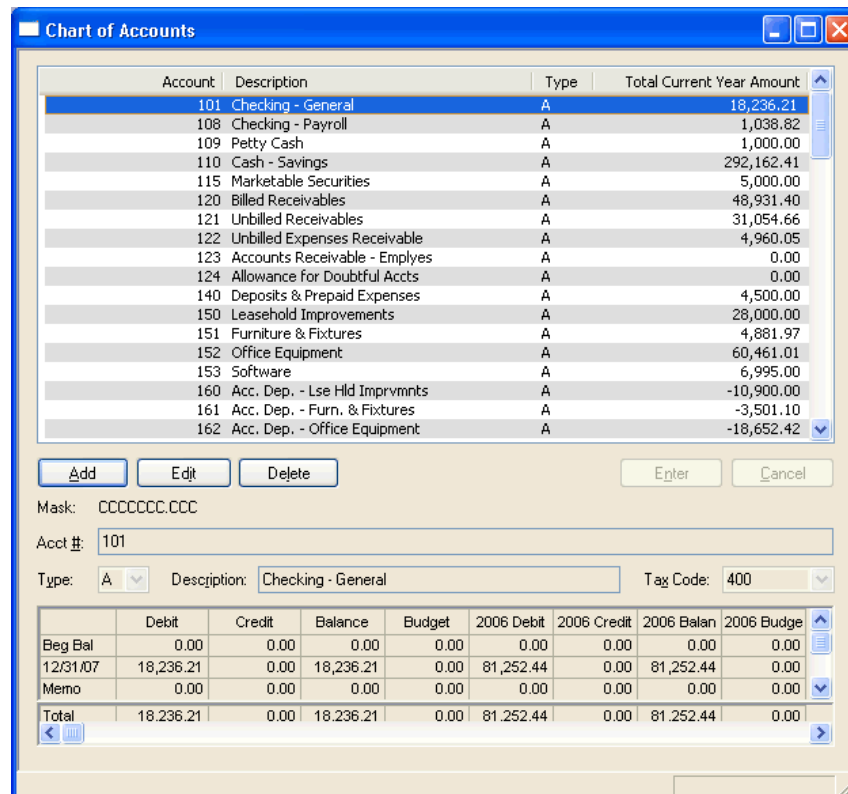 Chart of Accounts
Account Description Type Total Current Year Amount
101 Checking - General A 18,236.21
108 Checking - Payroll A 1,038.82
109 Petty Cash A 1,000.00
110 Cash - Savings A 292,162.41
115 Marketable Securities A 5,000.00
120 Billed Receivables A 48,931.40
121 Unbilled Receivables A 31,054.66
122 Unbilled Expenses Receivable A 4,960.05
123 Accounts Receivable - Emplyes A 0.00
124 Allowance for Doubtful Accts A 0.00
140 Deposits & Prepaid Expenses A 4,500.00
150 Leasehold Improvements A 28,000.00
151 Furniture & Fixtures A 4,881.97
152 Office Equipment A 60,461.01
153 Software A 6,995.00
160 Acc. Dep. - Lse Hld Imprvmnts A -10,900.00
161 Acc. Dep. - Furn. & Fixtures A -3,501.10
162 Acc. Dep. - Office Equipment A -18,652.42
Add Edit Delete Enter Cancel
Mask: CCCCCCC.CCC
Acct #: 101
Type: A Description: Checking - General Tax Code: 400
Debit Credit Balance Budget 2006 Debit 2006 Credit 2006 Balan 2006 Budge
Beg Bal 0.00 0.00 0.00 0.00 0.00 0.00 0.00 0.00
12/31/07 18,236.21 0.00 18,236.21 0.00 81,252.44 0.00 81,252.44 0.00
Memo 0.00 0.00 0.00 0.00 0.00 0.00 0.00 0.00
Total 18.236.21 0.00 18.236.21 0.00 81.252.44 0.00 81.252.44 0.00